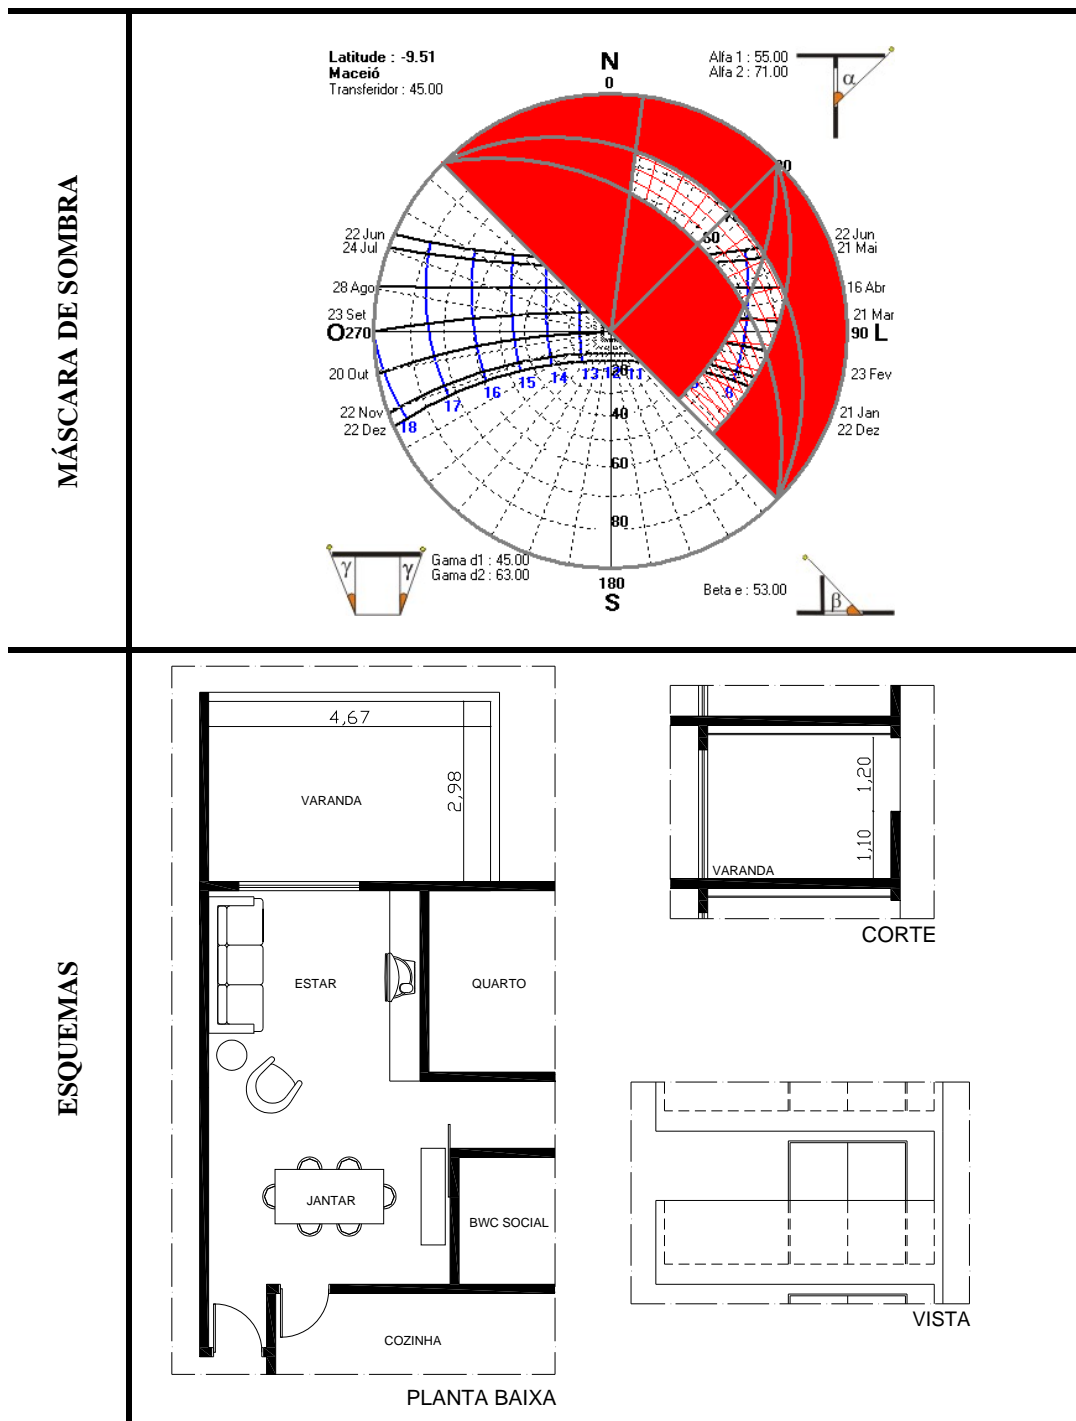 MÁSCARA DE SOMBRA
Latitude : -9.51
Maceió
Transferidor : 45.00
N
0
Alfa 1 : 55.00
Alfa 2 : 71.00
α
22 Jun
24 Jul
28 Ago
23 Set
O270
20 Out
22 Nov
22 Dez
60
22 Jun
21 Mai
16 Abr
21 Mar
90 L
23 Fev
21 Jan
22 Dez
18
17
16
15
14
13
12
11
8
20
40
60
80
180
S
γ
γ
Gama d1 : 45.00
Gama d2 : 63.00
Beta e : 53.00
β
ESQUEMAS
4,67
2,98
VARANDA
ESTAR
QUARTO
JANTAR
BWC SOCIAL
COZINHA
PLANTA BAIXA
1,20
1,10
VARANDA
CORTE
VISTA